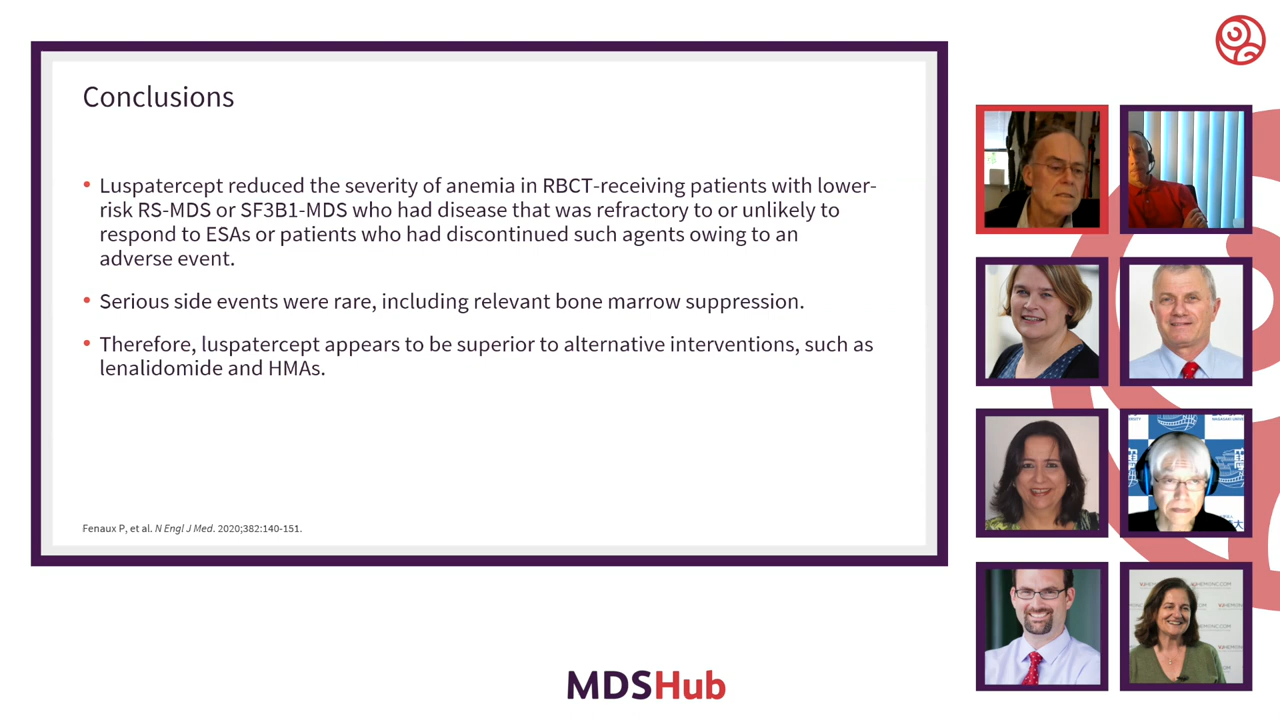 Conclusions
• Luspatercept reduced the severity of anemia in RBCT-receiving patients with lower-
risk RS-MDS or SF3B1-MDS who had disease that was refractory to or unlikely to
respond to ESAs or patients who had discontinued such agents owing to an
adverse event.
• Serious side events were rare, including relevant bone marrow suppression.
• Therefore, luspatercept appears to be superior to alternative interventions, such as
lenalidomide and HMAs.
Fenaux P, et al. N Engl J Med. 2020;382:140-151.
MDSHub